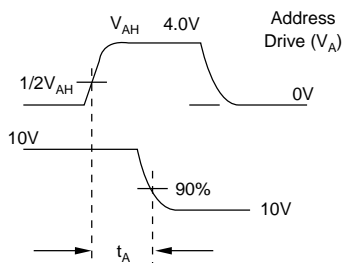 V_AH 4.0V Address
Drive (V_A)
1/2V_AH
0V
10V
90%
10V
t_A